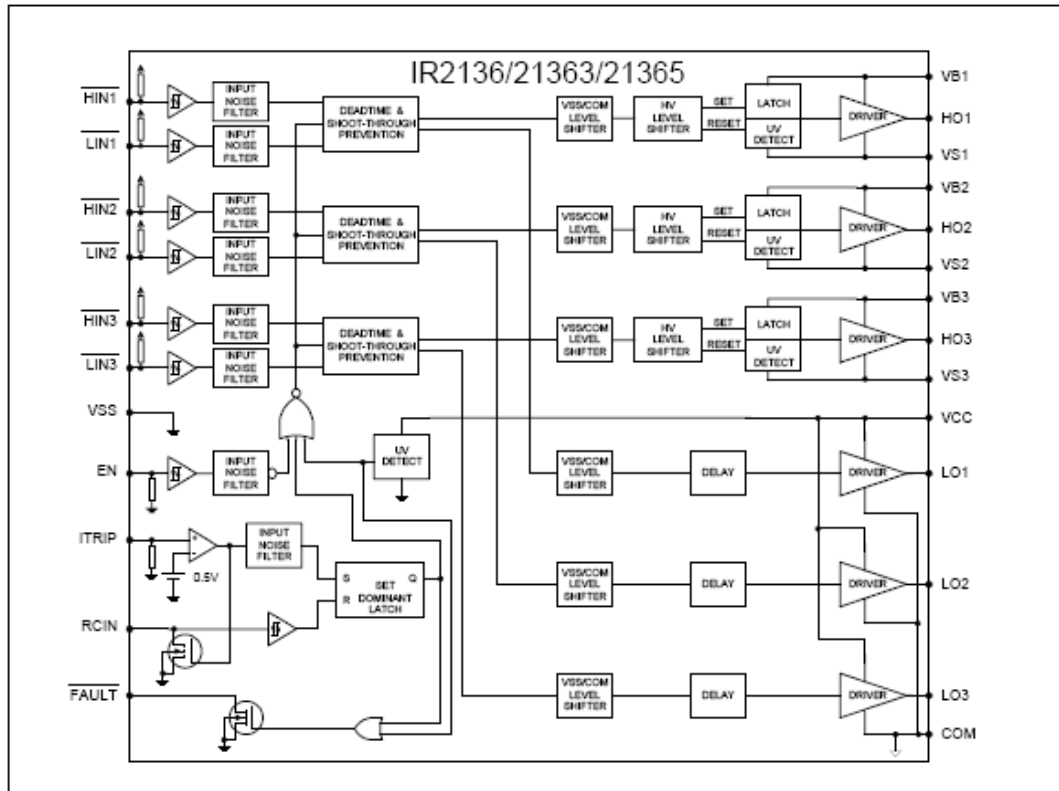 IR2136/21363/21365
HIN1
LIN1
HIN2
LIN2
HIN3
LIN3
VSS
EN
ITRIP
RCIN
FAULT
INPUT
NOISE
FILTER
INPUT
NOISE
FILTER
INPUT
NOISE
FILTER
INPUT
NOISE
FILTER
INPUT
NOISE
FILTER
INPUT
NOISE
FILTER
INPUT
NOISE
FILTER
INPUT
NOISE
FILTER
0.5V
DEADTIME &
SHOOT-THROUGH
PREVENTION
DEADTIME &
SHOOT-THROUGH
PREVENTION
DEADTIME &
SHOOT-THROUGH
PREVENTION
UV
DETECT
S
R
Q
SET
DOMINANT
LATCH
VSS/COM
LEVEL
SHIFTER
HV
LEVEL
SHIFTER
SET
RESET
LATCH
UV
DETECT
DRIVER
VSS/COM
LEVEL
SHIFTER
HV
LEVEL
SHIFTER
SET
RESET
LATCH
UV
DETECT
DRIVER
VSS/COM
LEVEL
SHIFTER
HV
LEVEL
SHIFTER
SET
RESET
LATCH
UV
DETECT
DRIVER
VSS/COM
LEVEL
SHIFTER
DELAY
DRIVER
VSS/COM
LEVEL
SHIFTER
DELAY
DRIVER
VSS/COM
LEVEL
SHIFTER
DELAY
DRIVER
VB1
HO1
VS1
VB2
HO2
VS2
VB3
HO3
VS3
VCC
LO1
LO2
LO3
COM